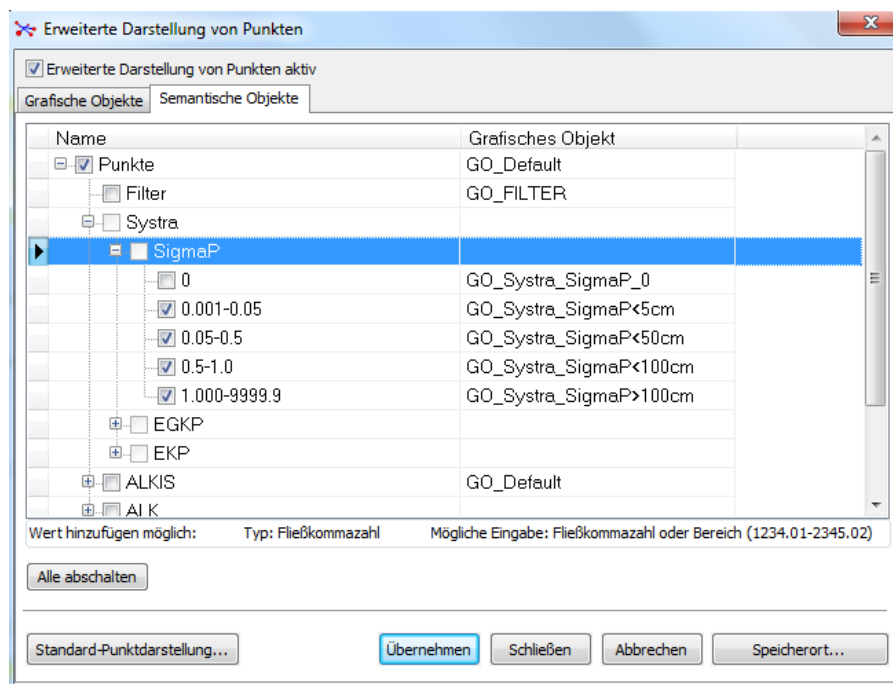 Erweiterte Darstellung von Punkten
x
Erweiterte Darstellung von Punkten aktiv
Grafische Objekte Semantische Objekte
Name Grafisches Objekt
Punkte GO_Default
Filter GO_FILTER
Systra
SigmaP
0 GO_Systra_SigmaP_0
0.001-0.05 GO_Systra_SigmaP<5cm
0.05-0.5 GO_Systra_SigmaP<50cm
0.5-1.0 GO_Systra_SigmaP<100cm
1.000-9999.9 GO_Systra_SigmaP>100cm
EGKP
EKP
ALKIS GO_Default
ALK
Wert hinzufügen möglich: Typ: Fließkommazahl Mögliche Eingabe: Fließkommazahl oder Bereich (1234.01-2345.02)
Alle abschalten
Standard-Punktdarstellung... Übernehmen Schließen Abbrechen Speicherort...